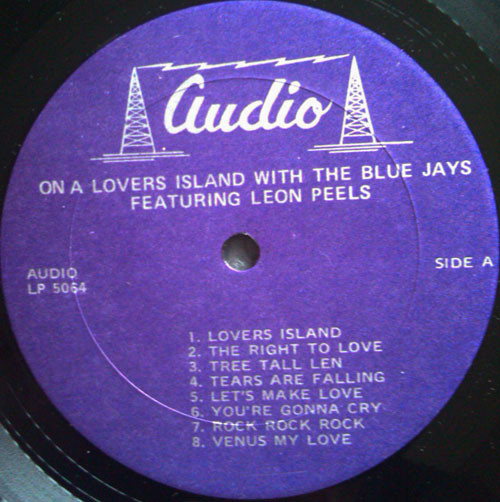 audio
ON A LOVERS ISLAND WITH THE BLUE JAYS
FEATURING LEON PEELS
AUDIO
LP 5064
SIDE A
1. LOVERS ISLAND
2. THE RIGHT TO LOVE
3. TREE TALL LEN
4. TEARS ARE FALLING
5. LET'S MAKE LOVE
6. YOU'RE GONNA CRY
7. ROCK ROCK ROCK
8. VENUS MY LOVE